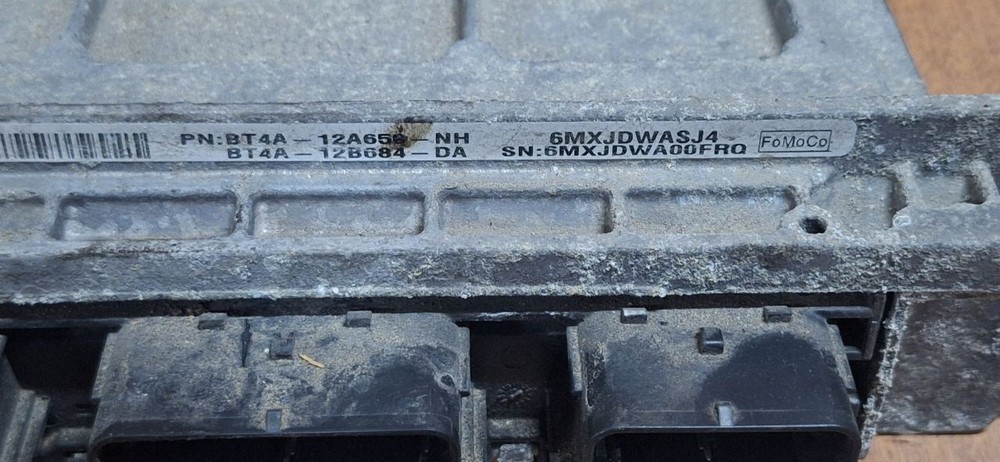 PN:BT4A-12A650-NH
BT4A-12B684-DA
6MXJDWASJ4
SN:6MXJDWA00FRQ
FoMoCo